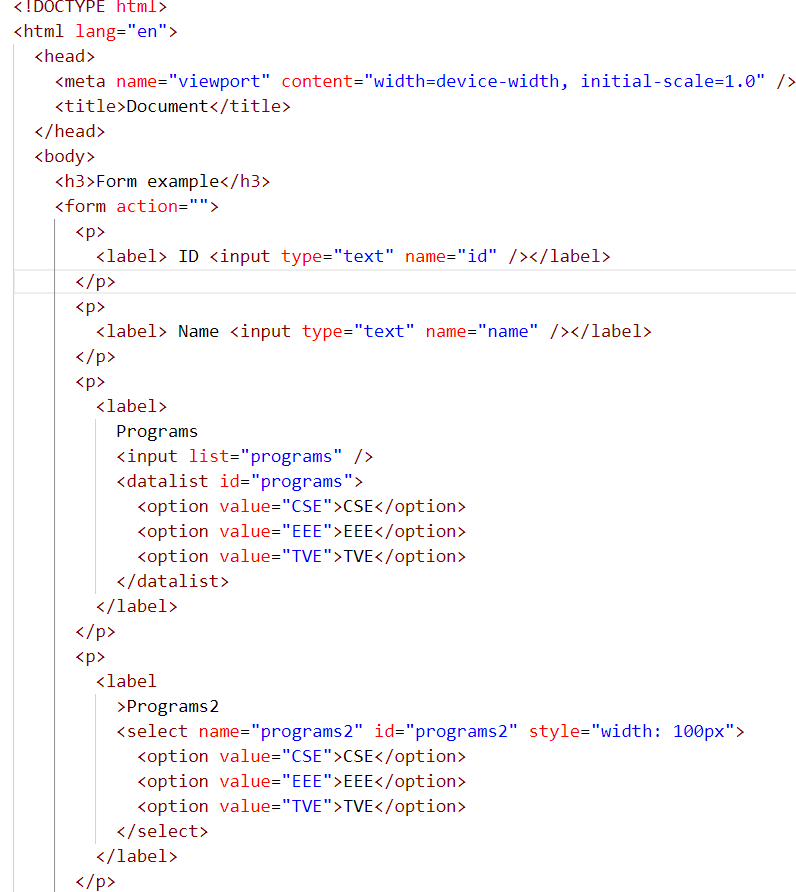 <!DOCTYPE html>
<html lang="en">
  <head>
    <meta name="viewport" content="width=device-width, initial-scale=1.0" />
    <title>Document</title>
  </head>
  <body>
    <h3>Form example</h3>
    <form action="">
      <p>
        <label> ID <input type="text" name="id" /></label>
      </p>
      <p>
        <label> Name <input type="text" name="name" /></label>
      </p>
      <p>
        <label>
          Programs
          <input list="programs" />
          <datalist id="programs">
            <option value="CSE">CSE</option>
            <option value="EEE">EEE</option>
            <option value="TVE">TVE</option>
          </datalist>
        </label>
      </p>
      <p>
        <label
          >Programs2
          <select name="programs2" id="programs2" style="width: 100px">
            <option value="CSE">CSE</option>
            <option value="EEE">EEE</option>
            <option value="TVE">TVE</option>
          </select>
        </label>
      </p>